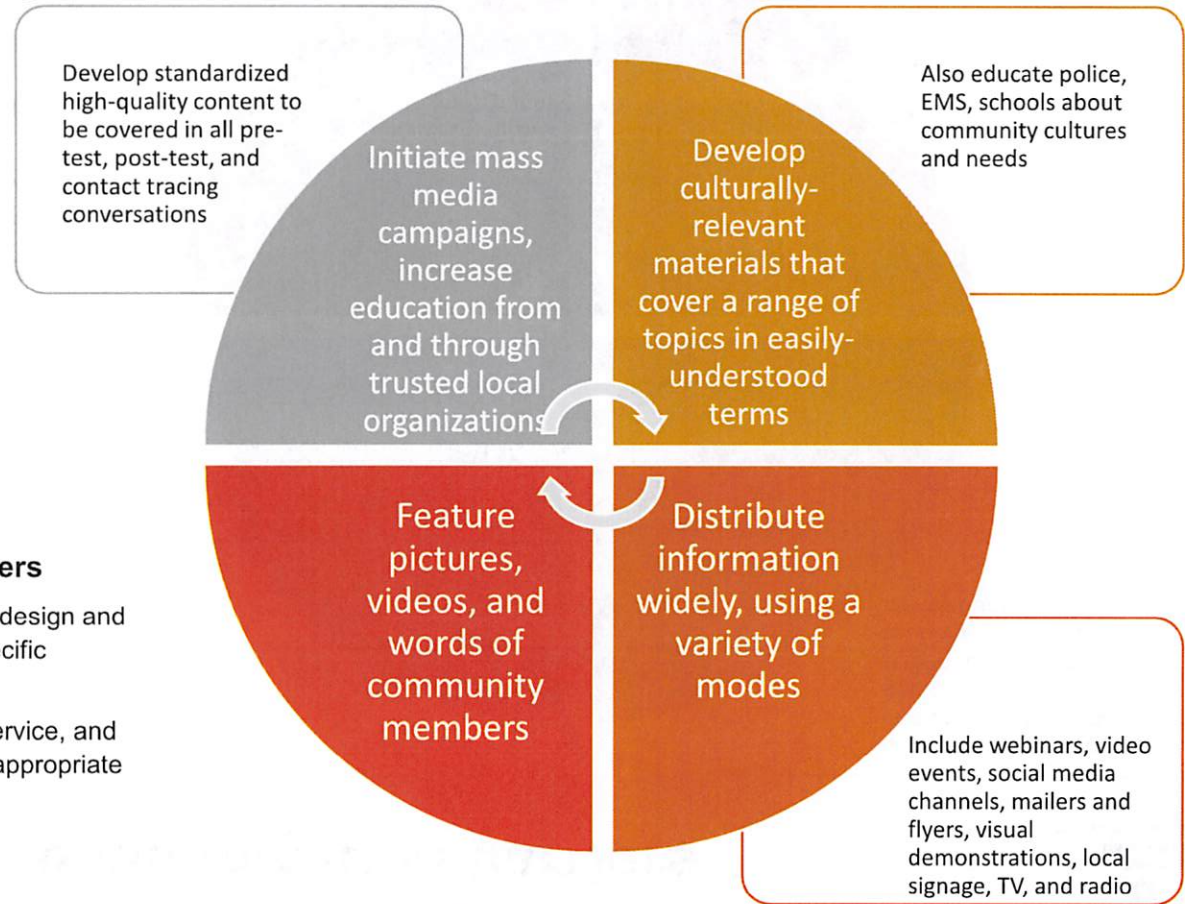 Develop standardized
high-quality content to
be covered in all pre-
test, post-test, and
contact tracing
conversations
Initiate mass
media
campaigns,
increase
education from
and through
trusted local
organizations
Develop
culturally-
relevant
materials that
cover a range of
topics in easily-
understood
terms
Also educate police,
EMS, schools about
community cultures
and needs
Feature
pictures,
videos, and
words of
community
members
Distribute
information
widely, using a
variety of
modes
Include webinars, video
events, social media
channels, mailers and
flyers, visual
demonstrations, local
signage, TV, and radio
design and
ervice, and
appropriate